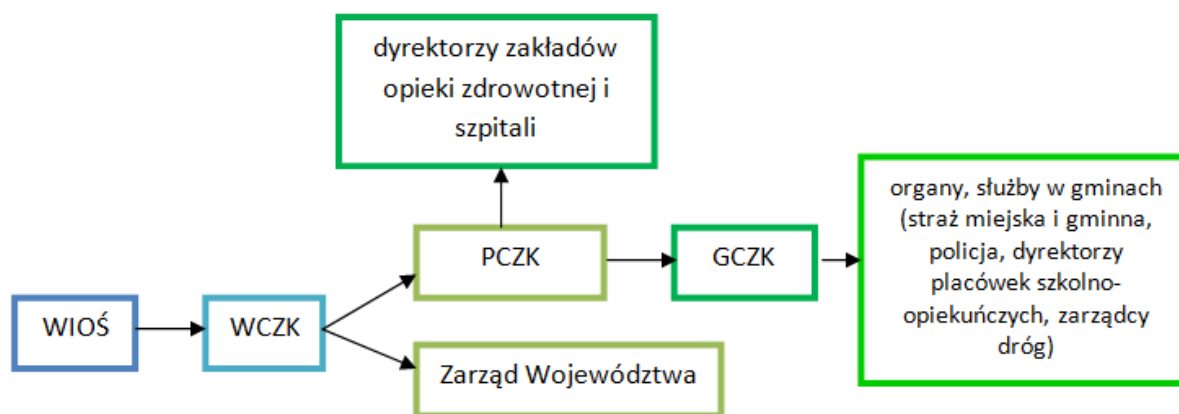 dyrektorzy zakładów
opieki zdrowotnej i
szpitali
organy, służby w gminach
(straż miejska i gminna,
policja, dyrektorzy
placówek szkolno-
opiekuńczych, zarządcy
dróg)
PCZK
GCZK
WIOŚ
WCZK
Zarząd Województwa